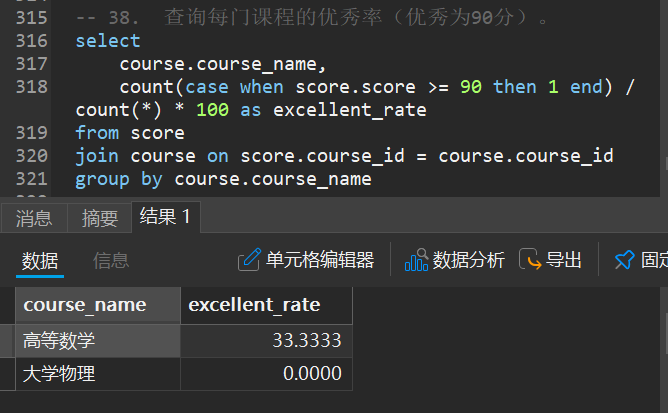 315 -- 38.  查询每门课程的优秀率（优秀为90分）。
316 select
317     course.course_name,
318     count(case when score.score >= 90 then 1 end) /
count(*) * 100 as excellent_rate
319 from score
320 join course on score.course_id = course.course_id
321 group by course.course_name
消息 摘要 结果 1
数据 信息 单元格编辑器 数据分析 导出 固定
course_name excellent_rate
高等数学 33.3333
大学物理 0.0000